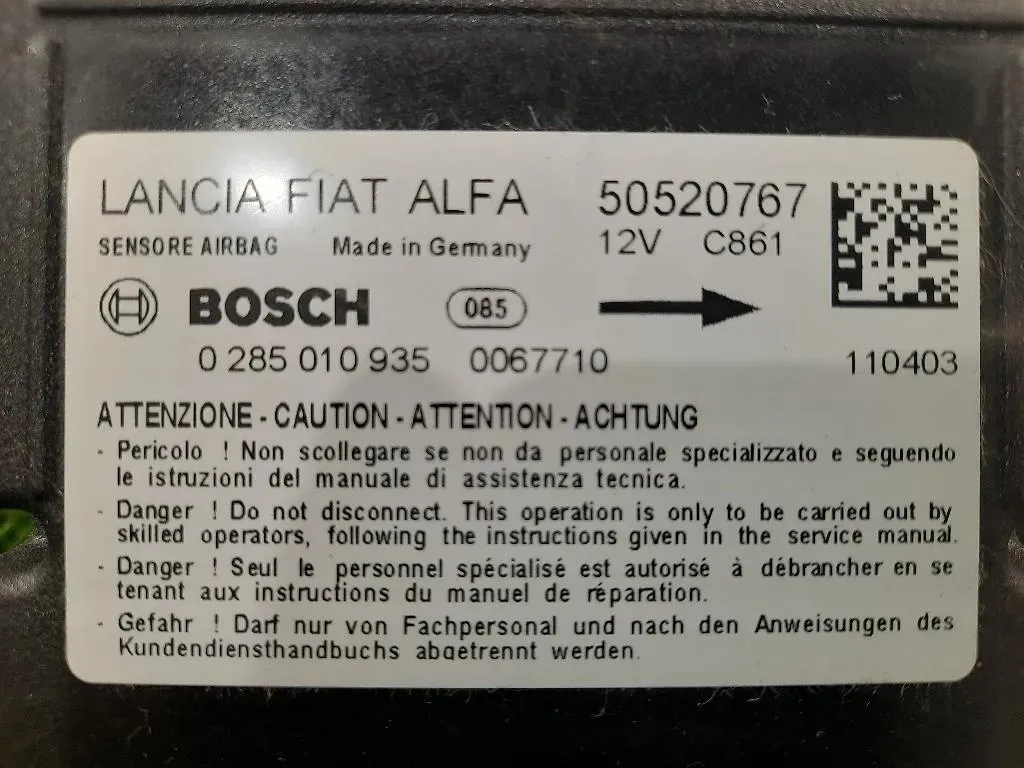 LANCIA FIAT ALFA 50520767
SENSORE AIRBAG Made in Germany 12V C861
BOSCH 085
0 285 010 935 0067710 110403
ATTENZIONE - CAUTION - ATTENTION - ACHTUNG
- Pericolo ! Non scollegare se non da personale specializzato e seguendo
le istruzioni del manuale di assistenza tecnica.
- Danger ! Do not disconnect. This operation is only to be carried out by
skilled operators, following the instructions given in the service manual.
- Danger ! Seul le personnel spécialisé est autorisé à débrancher en se
tenant aux instructions du manuel de réparation.
- Gefahr ! Darf nur von Fachpersonal und nach den Anweisungen des
Kundendiensthandbuchs abgetrennt werden.